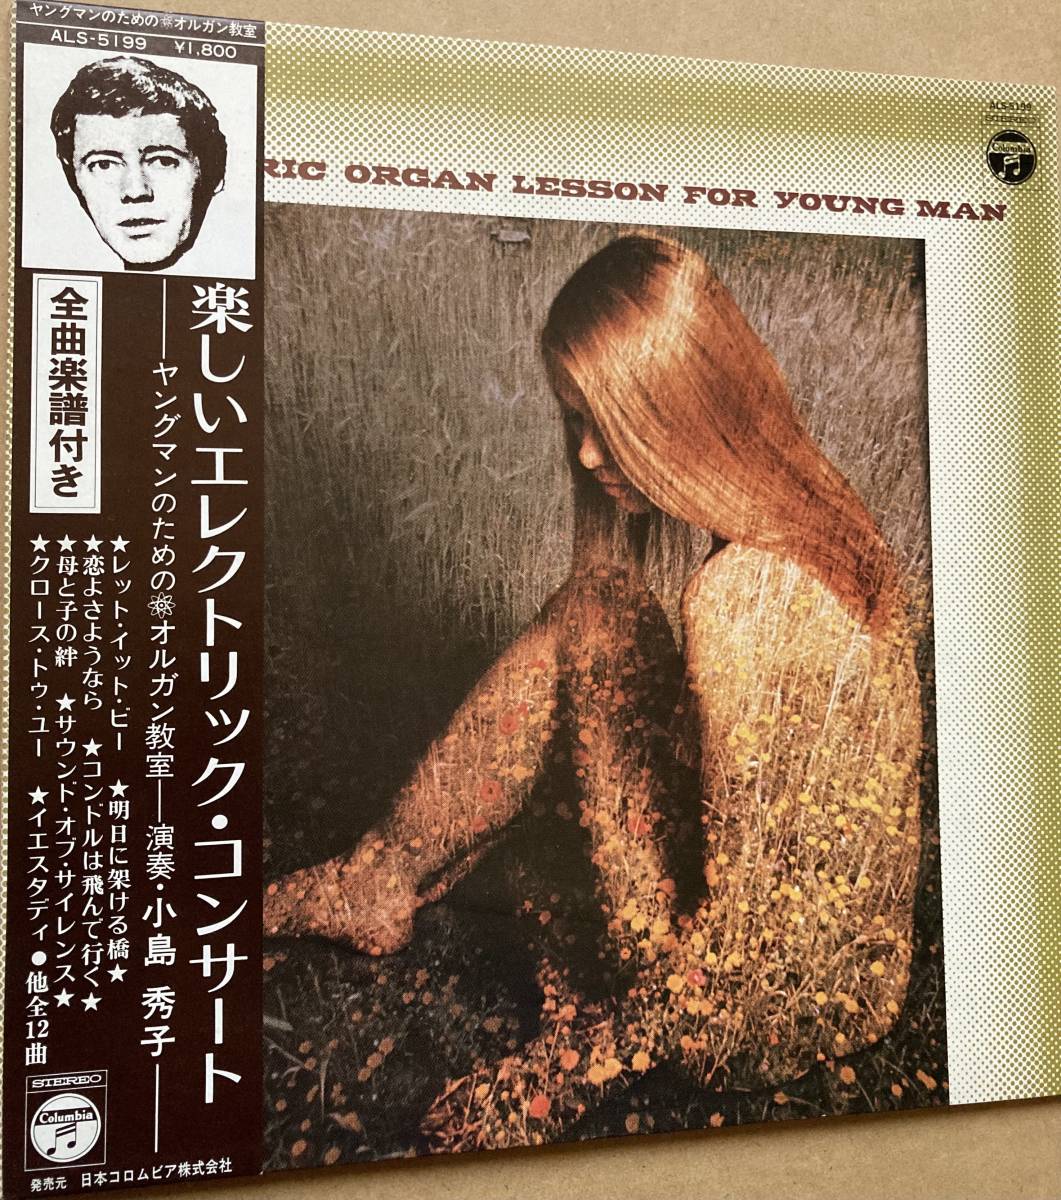 ヤングマンのための オルガン教室
ALS-5199 ¥1,800
全曲楽譜付き
楽しいエレクトリック・コンサート
——ヤングマンのための オルガン教室——演奏・小島 秀子——
★レット・イット・ビー ★明日に架ける橋★
★恋よさようなら ★コンドルは飛んで行く★
★母と子の絆 ★サウンド・オブ・サイレンス★
★クロース・トゥ・ユー ★イエスタディ●他全12曲
STEREO
Columbia
発売元 日本コロムビア株式会社
RIC ORGAN LESSON FOR YOUNG MAN
ALS-5199
STEREO
Columbia